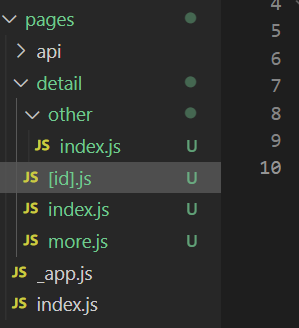 pages
api
detail
other
JS index.js U
JS [id].js U
JS index.js U
JS more.js U
JS _app.js
JS index.js
4
5
6
7
8
9
10